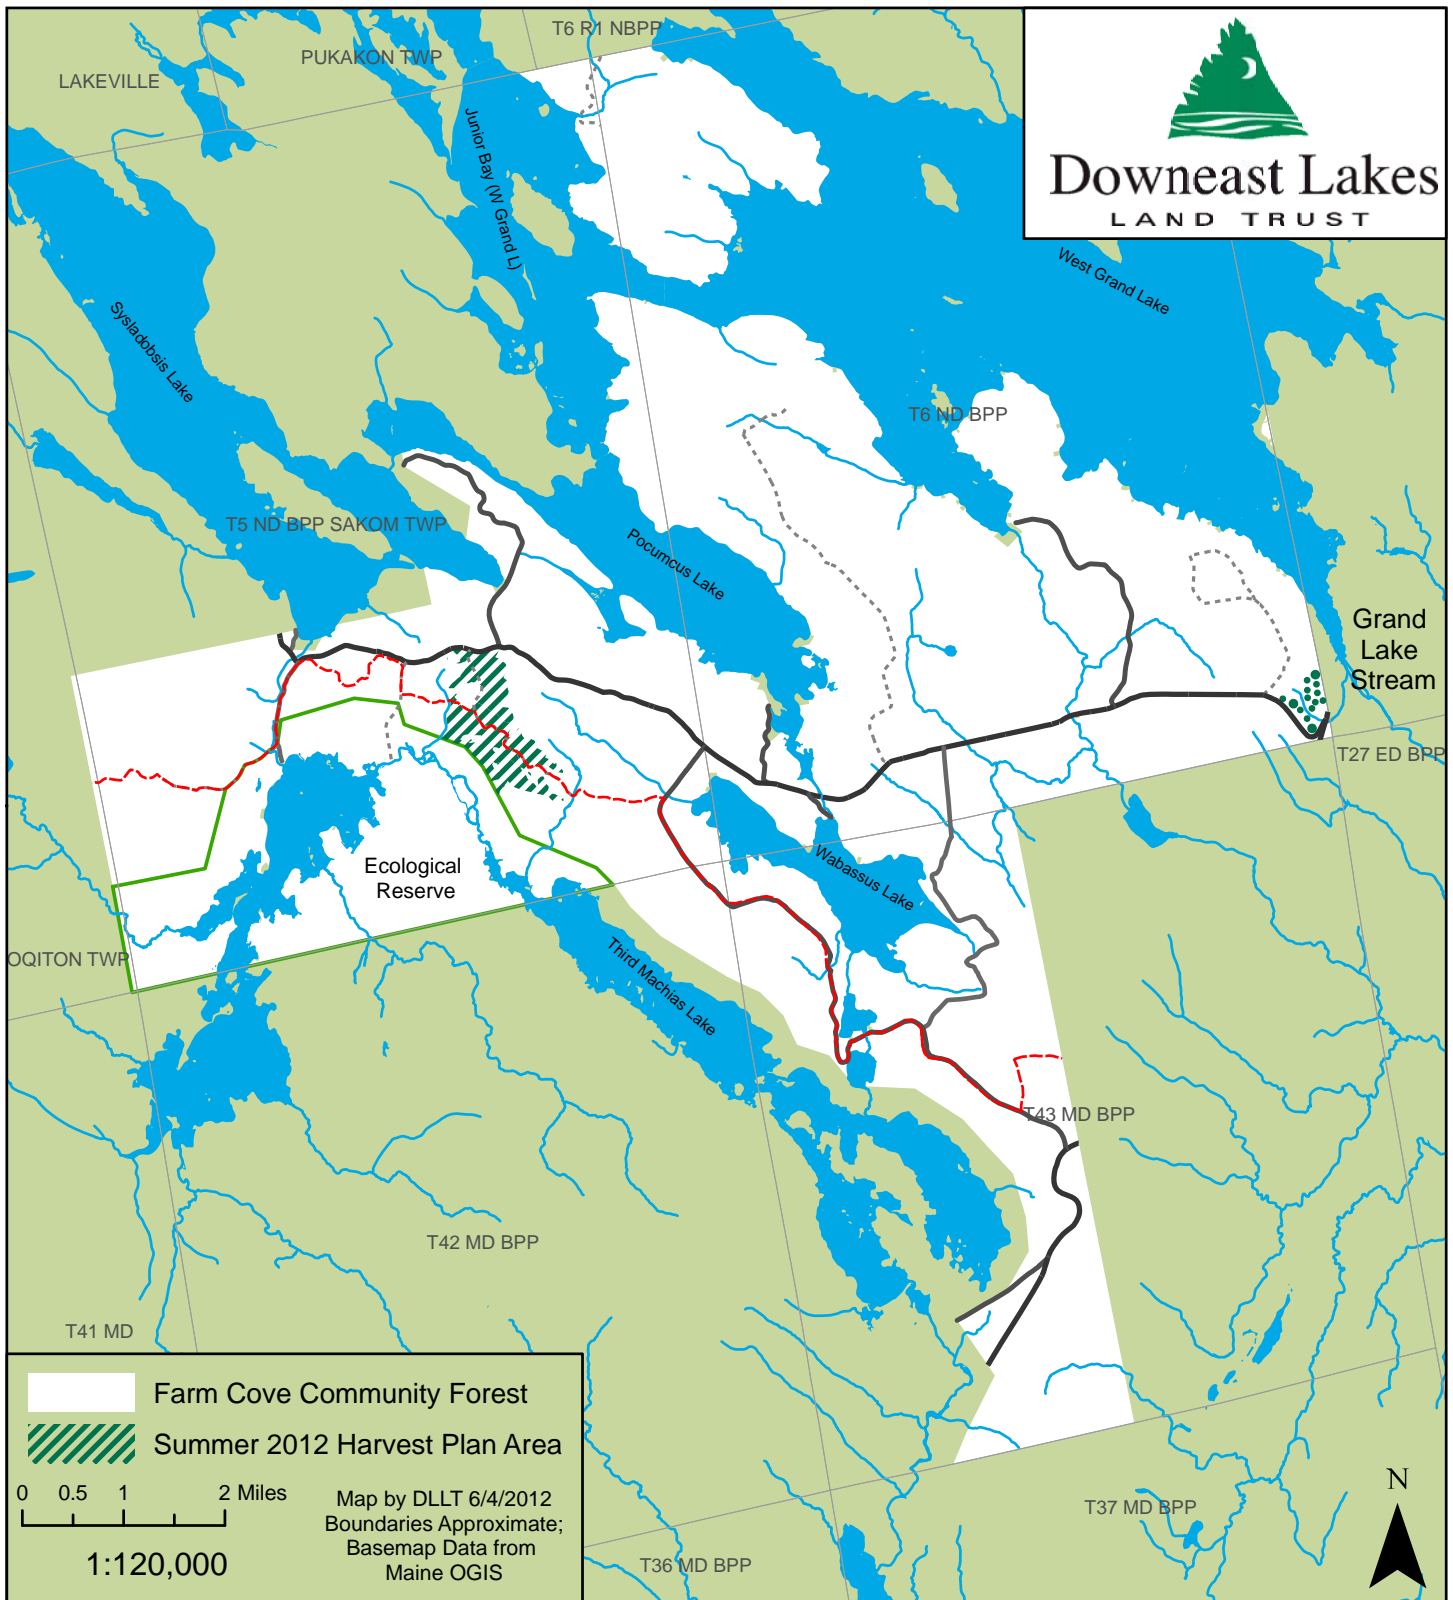 T6 R1 NBPP
PUKAKON TWP
LAKEVILLE
Downeast Lakes
LAND TRUST
Junior Bay (W Grand L)
West Grand Lake
Sysladobsis Lake
T6 ND BPP
T5 ND BPP SAKOM TWP
Pocumcus Lake
Grand
Lake
Stream
T27 ED BPP
Ecological
Reserve
Wabassus Lake
OQITON TWP
Third Machias Lake
T43 MD BPP
T42 MD BPP
T41 MD
Farm Cove Community Forest
Summer 2012 Harvest Plan Area
0 0.5 1 2 Miles
1:120,000
Map by DLLT 6/4/2012
Boundaries Approximate;
Basemap Data from
Maine OGIS
T36 MD BPP
T37 MD BPP
N